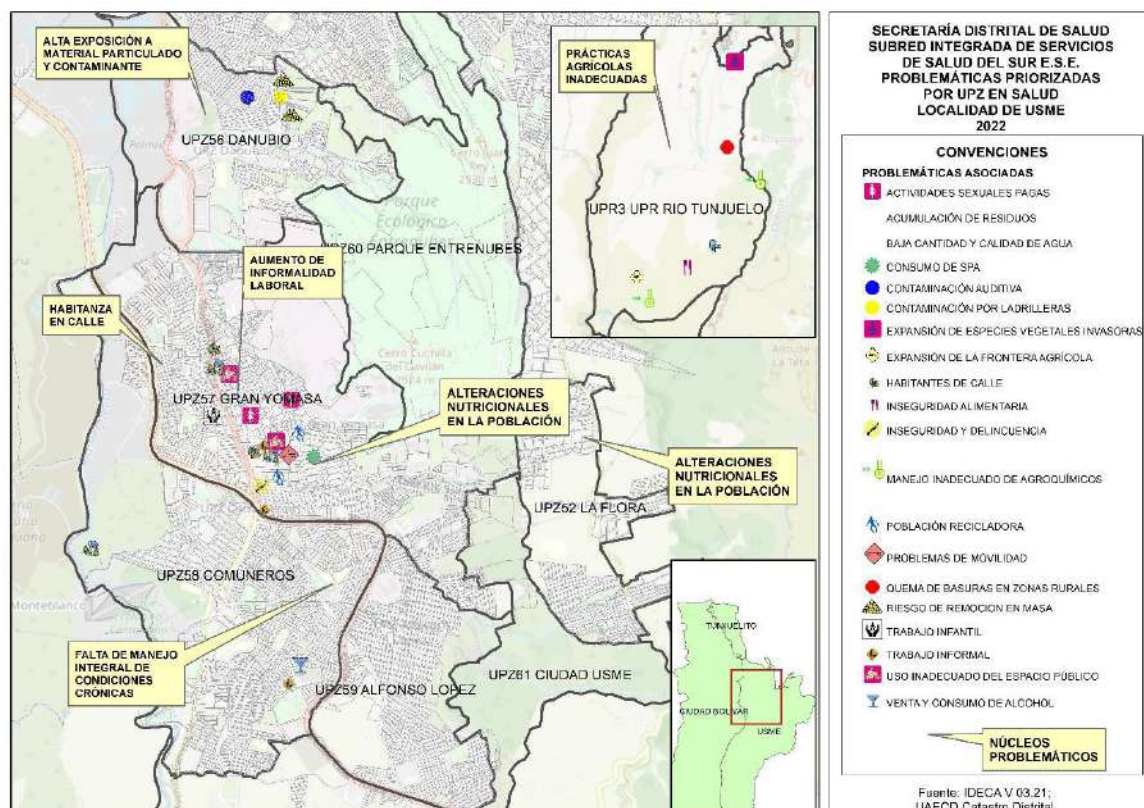 ALTA EXPOSICIÓN A
MATERIAL PARTICULADO
Y CONTAMINANTE
UPZ56 DANUBIO
Parque
Ecológico
UPZ60 PARQUE ENTRENUBES
AUMENTO DE
INFORMALIDAD
LABORAL
HABITANZA
EN CALLE
Cerro Cuchilla
del Gavilán
UPZ57 GRAN YOMASA
ALTERACIONES
NUTRICIONALES
EN LA POBLACIÓN
ALTERACIONES
NUTRICIONALES
EN LA POBLACIÓN
UPZ52 LA FLORA
UPZ58 COMUNEROS
Monteblanco
FALTA DE MANEJO
INTEGRAL DE
CONDICIONES
CRÓNICAS
UPZ59 ALFONSO LOPEZ
UPZ61 CIUDAD USME
PRÁCTICAS
AGRÍCOLAS
INADECUADAS
UPR3 UPR RIO TUNJUELO
TUNJUELITO
CIUDAD BOLIVAR
USME
SECRETARÍA DISTRITAL DE SALUD
SUBRED INTEGRADA DE SERVICIOS
DE SALUD DEL SUR E.S.E.
PROBLEMÁTICAS PRIORIZADAS
POR UPZ EN SALUD
LOCALIDAD DE USME
2022
CONVENCIONES
PROBLEMÁTICAS ASOCIADAS
ACTIVIDADES SEXUALES PAGAS
ACUMULACIÓN DE RESIDUOS
BAJA CANTIDAD Y CALIDAD DE AGUA
CONSUMO DE SPA
CONTAMINACIÓN AUDITIVA
CONTAMINACIÓN POR LADRILLERAS
EXPANSIÓN DE ESPECIES VEGETALES INVASORAS
EXPANSIÓN DE LA FRONTERA AGRÍCOLA
HABITANTES DE CALLE
INSEGURIDAD ALIMENTARIA
INSEGURIDAD Y DELINCUENCIA
MANEJO INADECUADO DE AGROQUÍMICOS
POBLACIÓN RECICLADORA
PROBLEMAS DE MOVILIDAD
QUEMA DE BASURAS EN ZONAS RURALES
RIESGO DE REMOCION EN MASA
TRABAJO INFANTIL
TRABAJO INFORMAL
USO INADECUADO DEL ESPACIO PÚBLICO
VENTA Y CONSUMO DE ALCOHOL
NÚCLEOS
PROBLEMÁTICOS
Fuente: IDECA V 03.21;
UAECD Catastro Distrital